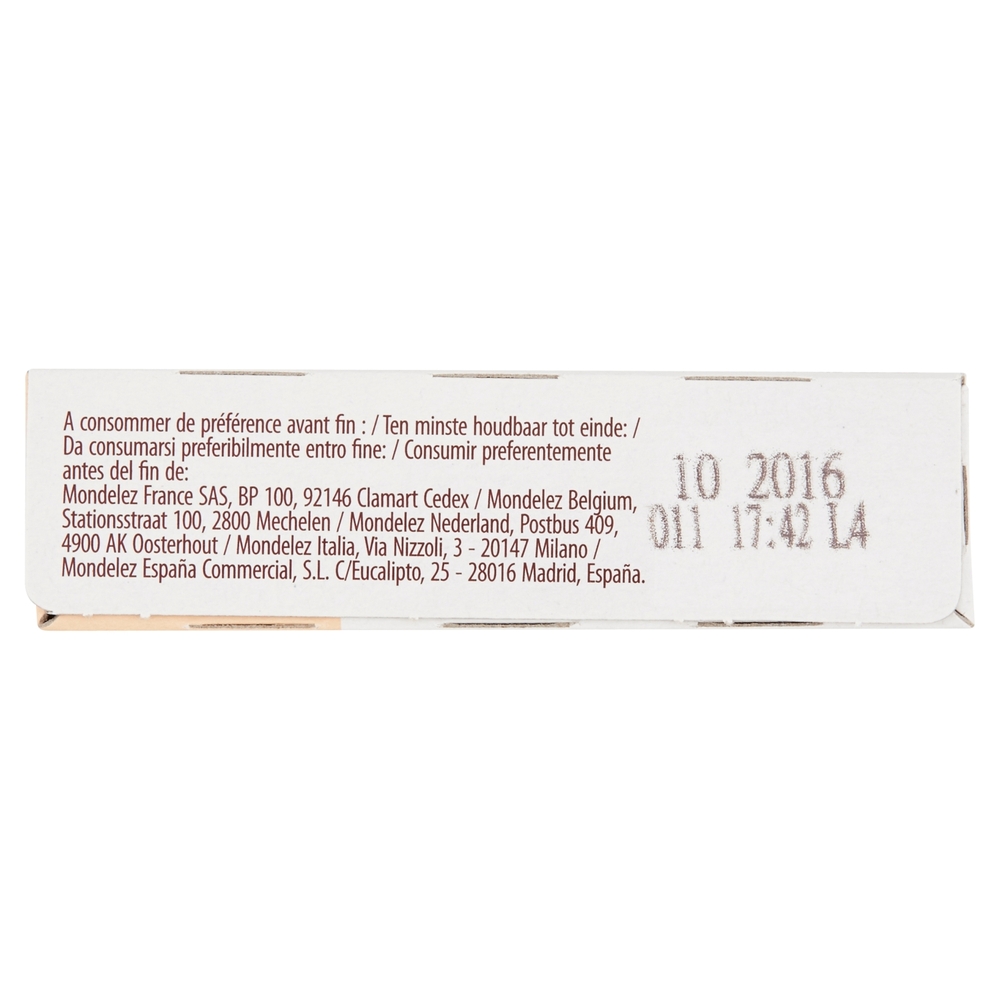 A consommer de préférence avant fin : / Ten minste houdbaar tot einde: /
Da consumarsi preferibilmente entro fine: / Consumir preferentemente
antes del fin de:
Mondelez France SAS, BP 100, 92146 Clamart Cedex / Mondelez Belgium,
Stationsstraat 100, 2800 Mechelen / Mondelez Nederland, Postbus 409,
4900 AK Oosterhout / Mondelez Italia, Via Nizzoli, 3 - 20147 Milano /
Mondelez España Commercial, S.L. C/Eucalipto, 25 - 28016 Madrid, España.
10 2016
011 17:42 L4